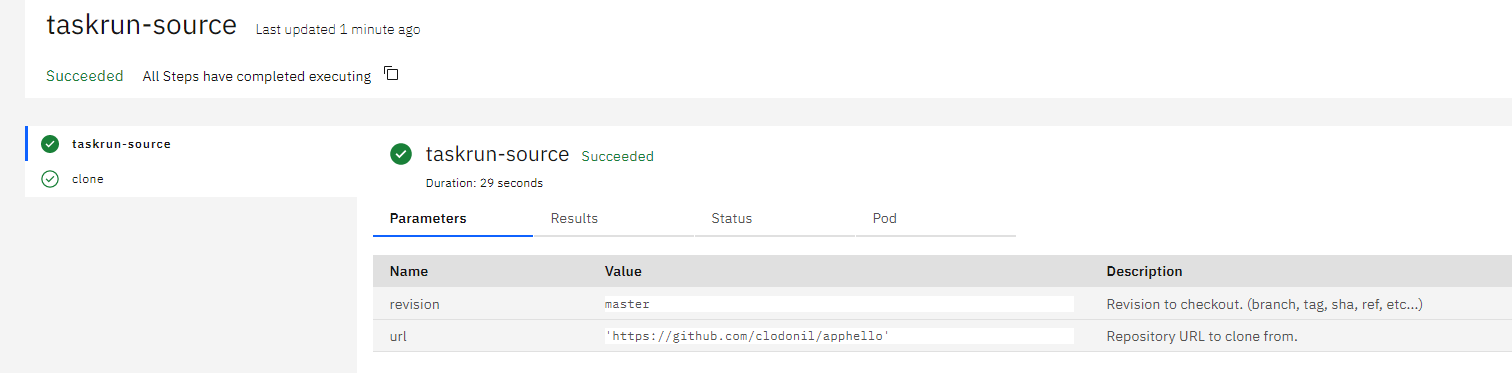 taskrun-source Last updated 1 minute ago
Succeeded All Steps have completed executing
taskrun-source
clone
taskrun-source Succeeded
Duration: 29 seconds
Parameters Results Status Pod
Name Value Description
revision master Revision to checkout. (branch, tag, sha, ref, etc...)
url 'https://github.com/clodonil/apphello' Repository URL to clone from.